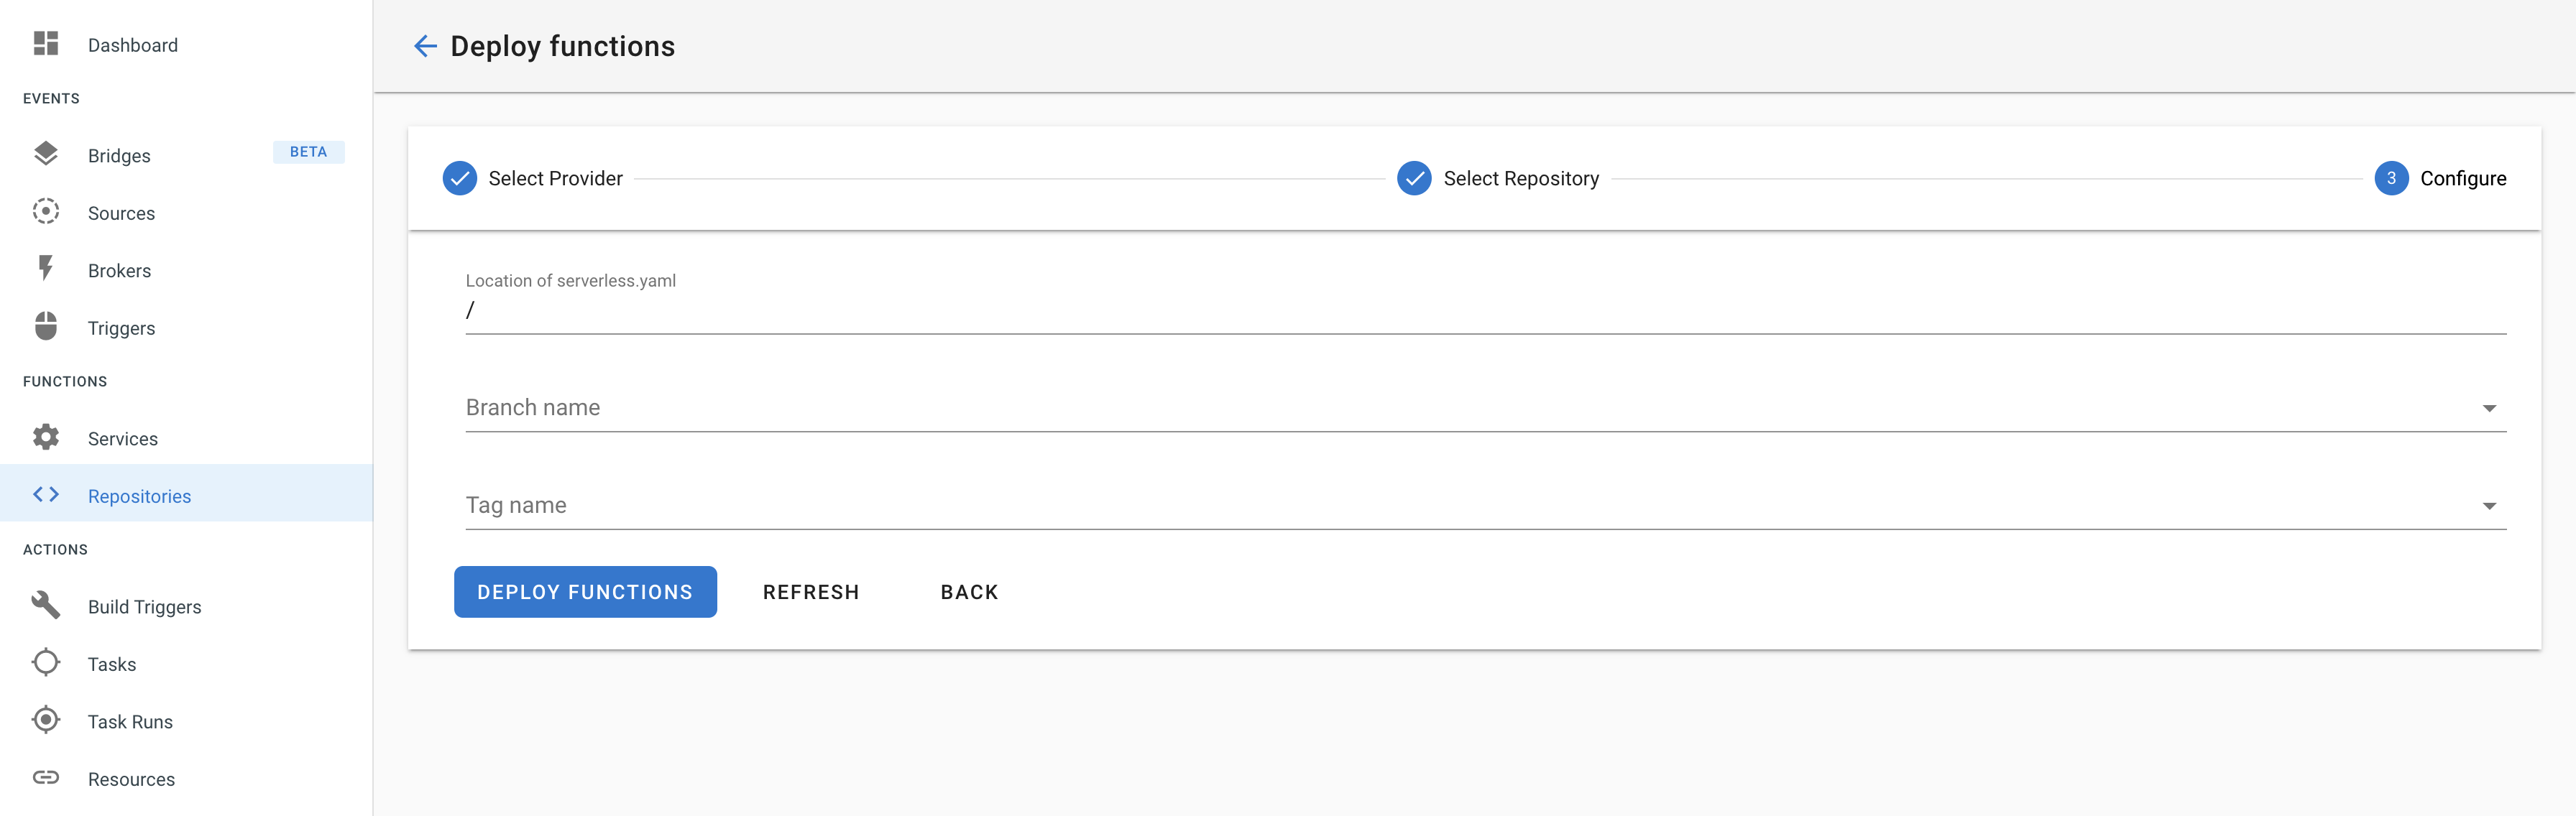 Dashboard
EVENTS
Bridges BETA
Sources
Brokers
Triggers
FUNCTIONS
Services
Repositories
ACTIONS
Build Triggers
Tasks
Task Runs
Resources
Deploy functions
Select Provider
Select Repository
3 Configure
Location of serverless.yaml
/
Branch name
Tag name
DEPLOY FUNCTIONS REFRESH BACK